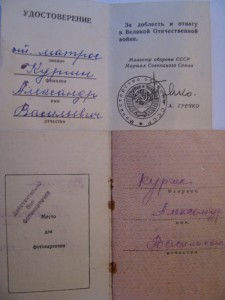 УДОСТОВЕРЕНИЕ
ст. матрос
звание
Куршин
фамилия
Александр
имя
Васильевич
отчество
За доблесть и отвагу
в Великой Отечественной
войне.
Министр обороны СССР
Маршал Советского Союза
А. ГРЕЧКО
Место
для
фотокарточки
Фамилия
Александр
имя
Васильевич
отчество